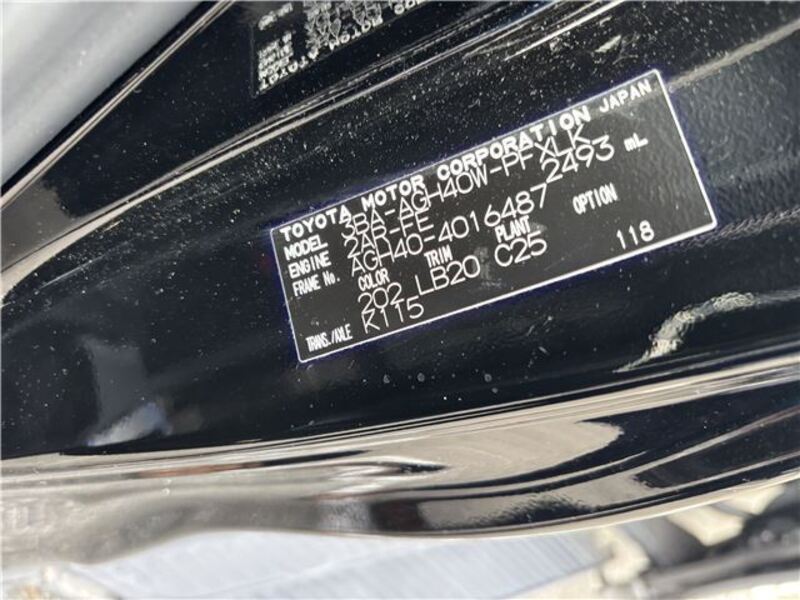 TOYOTA MOTOR CORPORATION JAPAN
MODEL 3BA-AGH40W-PFXLK
ENGINE 2AR-FE 2493 mL
FRAME No. AGH40-4016487
COLOR TRIM PLANT OPTION
202 LB20 C25 118
TRANS./AXLE K115